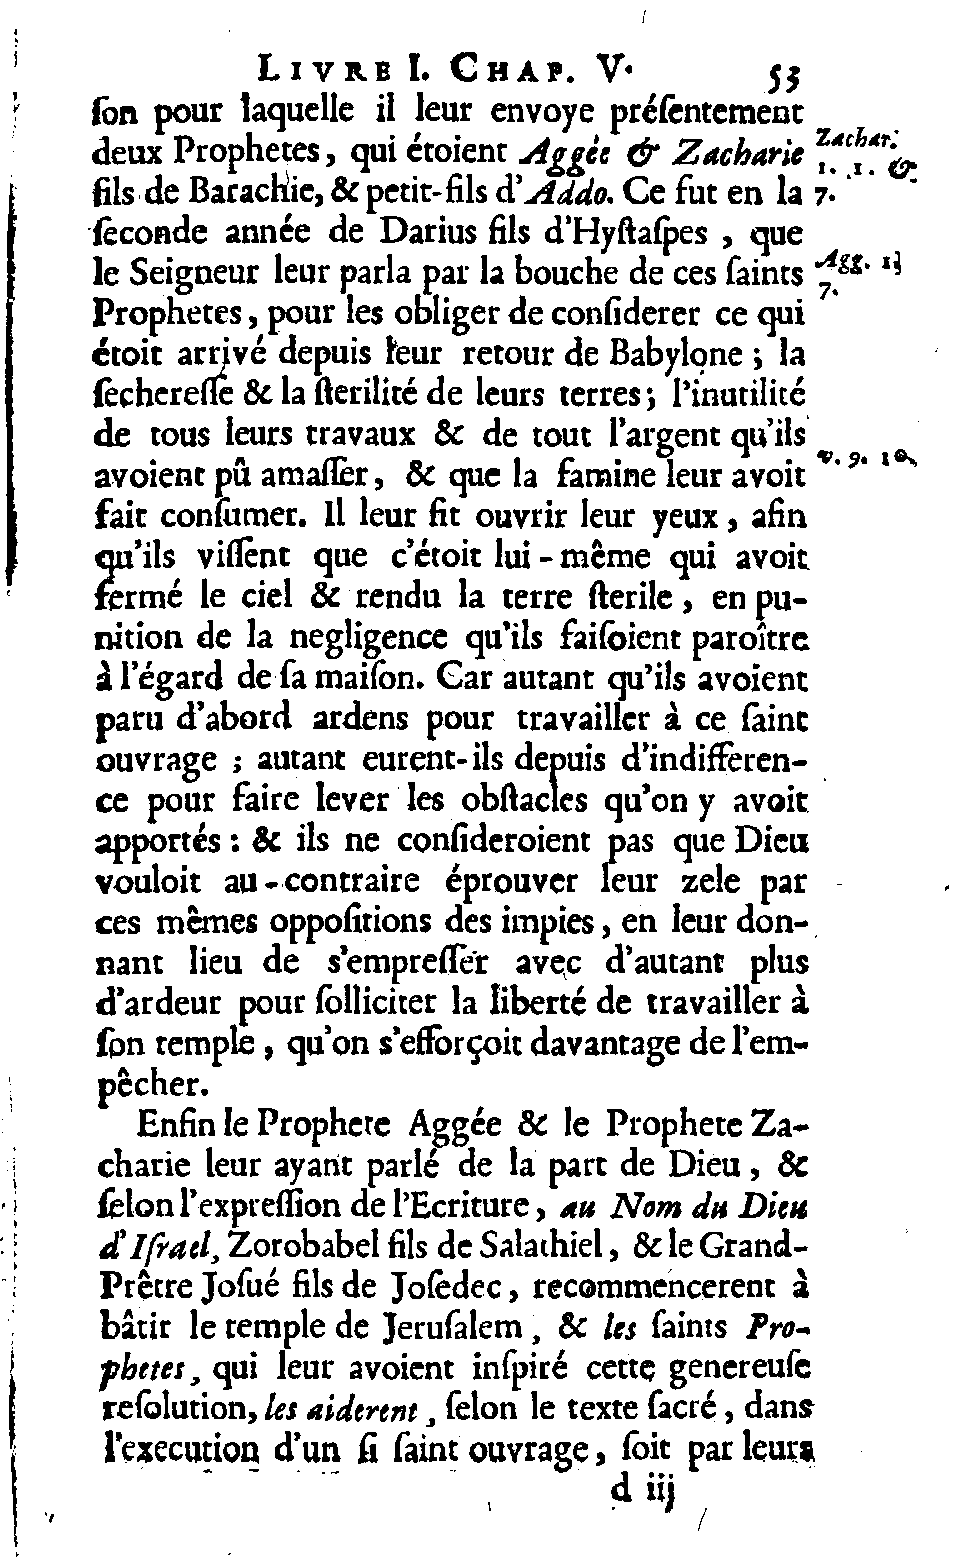 LIVRE I. CHAP. V. 53
ſon pour laquelle il leur envoye préſentement
deux Prophetes, qui étoient Aggée & Zacharie
Zachar.
1. 1. &
fils de Barachie, & petit-fils d'Addo. Ce fut en la
7.
ſeconde année de Darius fils d'Hyſtaſpes, que
le Seigneur leur parla par la bouche de ces ſaints
Agg. 1;
7.
Prophetes, pour les obliger de conſiderer ce qui
étoit arrivé depuis leur retour de Babylone; la
ſechereſſe & la ſterilité de leurs terres; l'inutilité
de tous leurs travaux & de tout l'argent qu'ils
avoient pû amaſſer, & que la famine leur avoit
v. 9. 10.
fait conſumer. Il leur fit ouvrir leur yeux, afin
qu'ils viſſent que c'étoit lui-même qui avoit
fermé le ciel & rendu la terre ſterile, en pu-
nition de la negligence qu'ils faiſoient paroître
à l'égard de ſa maiſon. Car autant qu'ils avoient
paru d'abord ardens pour travailler à ce ſaint
ouvrage; autant eurent-ils depuis d'indifferen-
ce pour faire lever les obſtacles qu'on y avoit
apportés: & ils ne conſideroient pas que Dieu
vouloit au-contraire éprouver leur zele par
ces mêmes oppoſitions des impies, en leur don-
nant lieu de s'empreſſer avec d'autant plus
d'ardeur pour ſolliciter la liberté de travailler à
ſon temple, qu'on s'efforçoit davantage de l'em-
pêcher.
Enfin le Prophete Aggée & le Prophete Za-
charie leur ayant parlé de la part de Dieu, &
ſelon l'expreſſion de l'Ecriture, au Nom du Dieu
d'Iſrael, Zorobabel fils de Salathiel, & le Grand-
Prêtre Joſué fils de Joſedec, recommencerent à
bâtir le temple de Jeruſalem, & les ſaints Pro-
phetes, qui leur avoient inſpiré cette genereuſe
reſolution, les aiderent, ſelon le texte ſacré, dans
l'execution d'un ſi ſaint ouvrage, ſoit par leurs
d iij